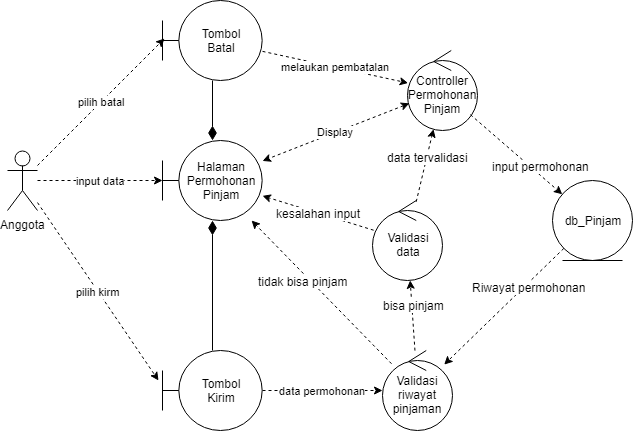 Tombol
Batal
melaukan pembatalan
Controller
Permohonan
Pinjam
pilih batal
Display
data tervalidasi
input permohonan
Halaman
Permohonan
Pinjam
input data
Anggota
kesalahan input
Validasi
data
db_Pinjam
tidak bisa pinjam
bisa pinjam
Riwayat permohonan
pilih kirm
Tombol
Kirim
data permohonan
Validasi
riwayat
pinjaman